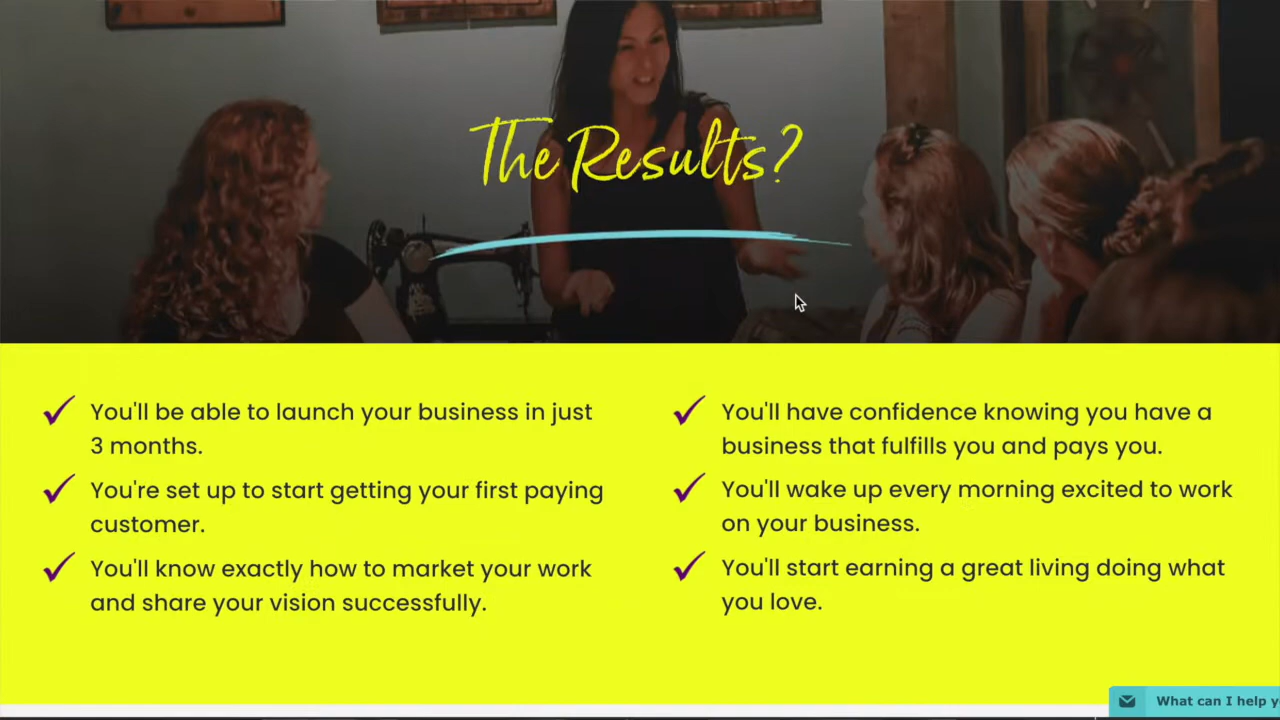 The Results?
You'll be able to launch your business in just
3 months.
You're set up to start getting your first paying
customer.
You'll know exactly how to market your work
and share your vision successfully.
You'll have confidence knowing you have a
business that fulfills you and pays you.
You'll wake up every morning excited to work
on your business.
You'll start earning a great living doing what
you love.
What can I help y